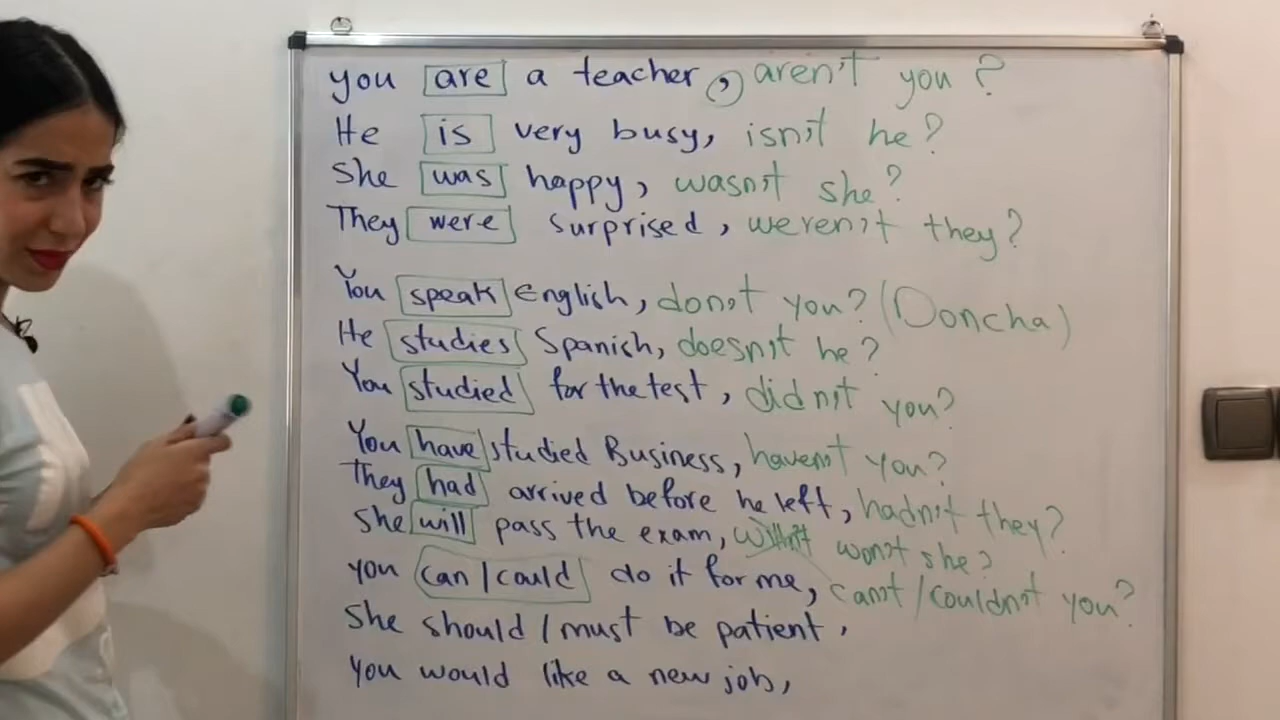 you are a teacher, aren't you?
He is very busy, isn't he?
She was happy, wasn't she?
They were surprised, weren't they?
You speak English, don't you? (Doncha)
He studies Spanish, doesn't he?
You studied for the test, didn't you?
You have studied Business, haven't you?
They had arrived before he left, hadn't they?
She will pass the exam, willn't won't she?
you can/could do it for me, can't/couldn't you?
She should/must be patient,
you would like a new job,